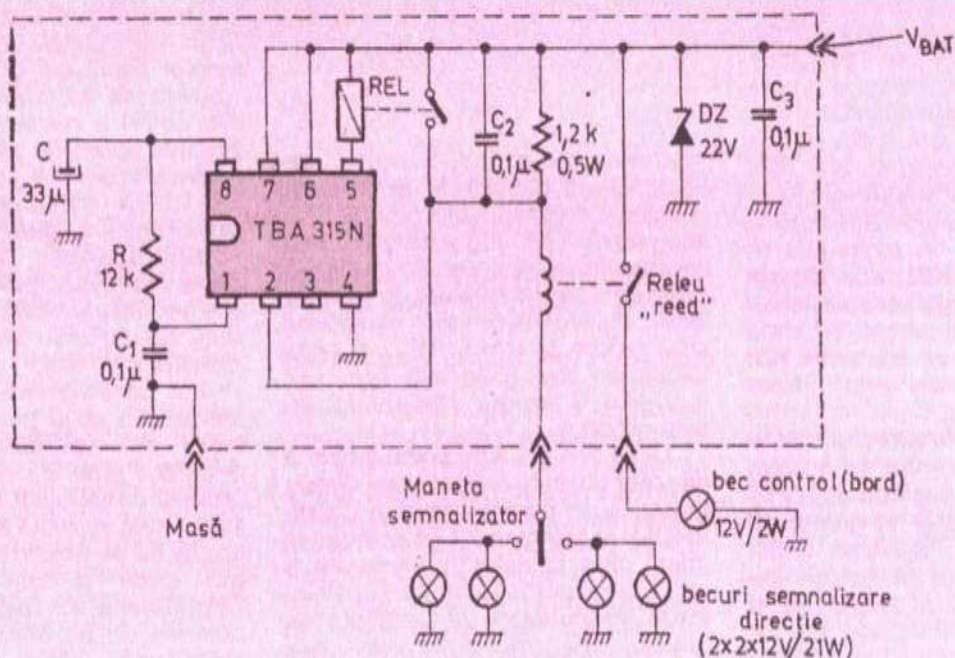 V BAT
REL
C
33µ
R
12 k
C1
0,1µ
8 7 6 5
TBA 315N
1 2 3 4
C2
0,1µ
1,2 k
0,5W
DZ
22V
C3
0,1µ
Releu
„reed"
Masă
Maneta
semnalizator
bec control (bord)
12V/2W
becuri semnalizare
direcție
(2x2x12V/21W)